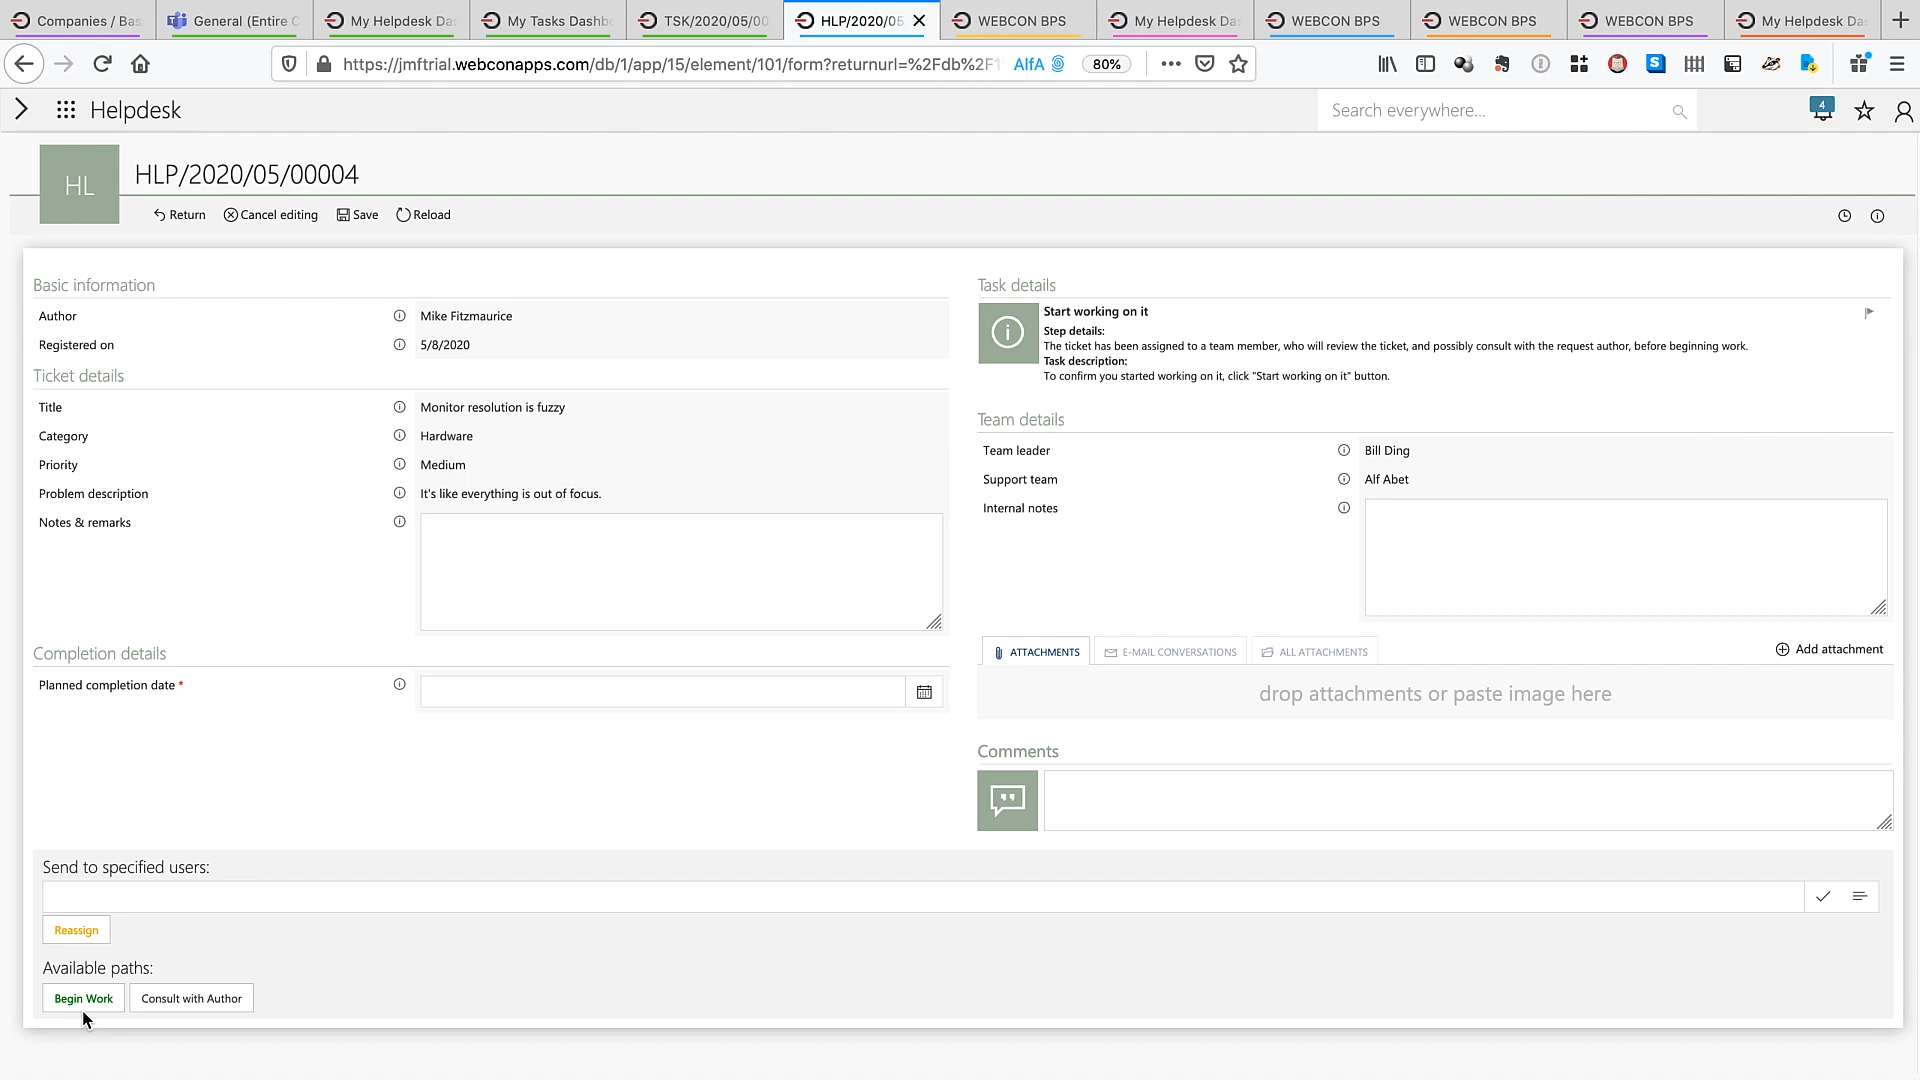 Companies / Bas
General (Entire C
My Helpdesk Da
My Tasks Dashb
TSK/2020/05/00
HLP/2020/05
WEBCON BPS
My Helpdesk Da
WEBCON BPS
WEBCON BPS
WEBCON BPS
My Helpdesk Da
https://jmftrial.webconapps.com/db/1/app/15/element/101/form?returnurl=%2Fdb%2F1
AlfA
80%
Helpdesk
Search everywhere...
4
HL
HLP/2020/05/00004
Return
Cancel editing
Save
Reload
Basic information
Author
Mike Fitzmaurice
Registered on
5/8/2020
Ticket details
Title
Monitor resolution is fuzzy
Category
Hardware
Priority
Medium
Problem description
It's like everything is out of focus.
Notes & remarks
Completion details
Planned completion date *
Task details
Start working on it
Step details:
The ticket has been assigned to a team member, who will review the ticket, and possibly consult with the request author, before beginning work.
Task description:
To confirm you started working on it, click "Start working on it" button.
Team details
Team leader
Bill Ding
Support team
Alf Abet
Internal notes
ATTACHMENTS
E-MAIL CONVERSATIONS
ALL ATTACHMENTS
Add attachment
drop attachments or paste image here
Comments
Send to specified users:
Reassign
Available paths:
Begin Work
Consult with Author